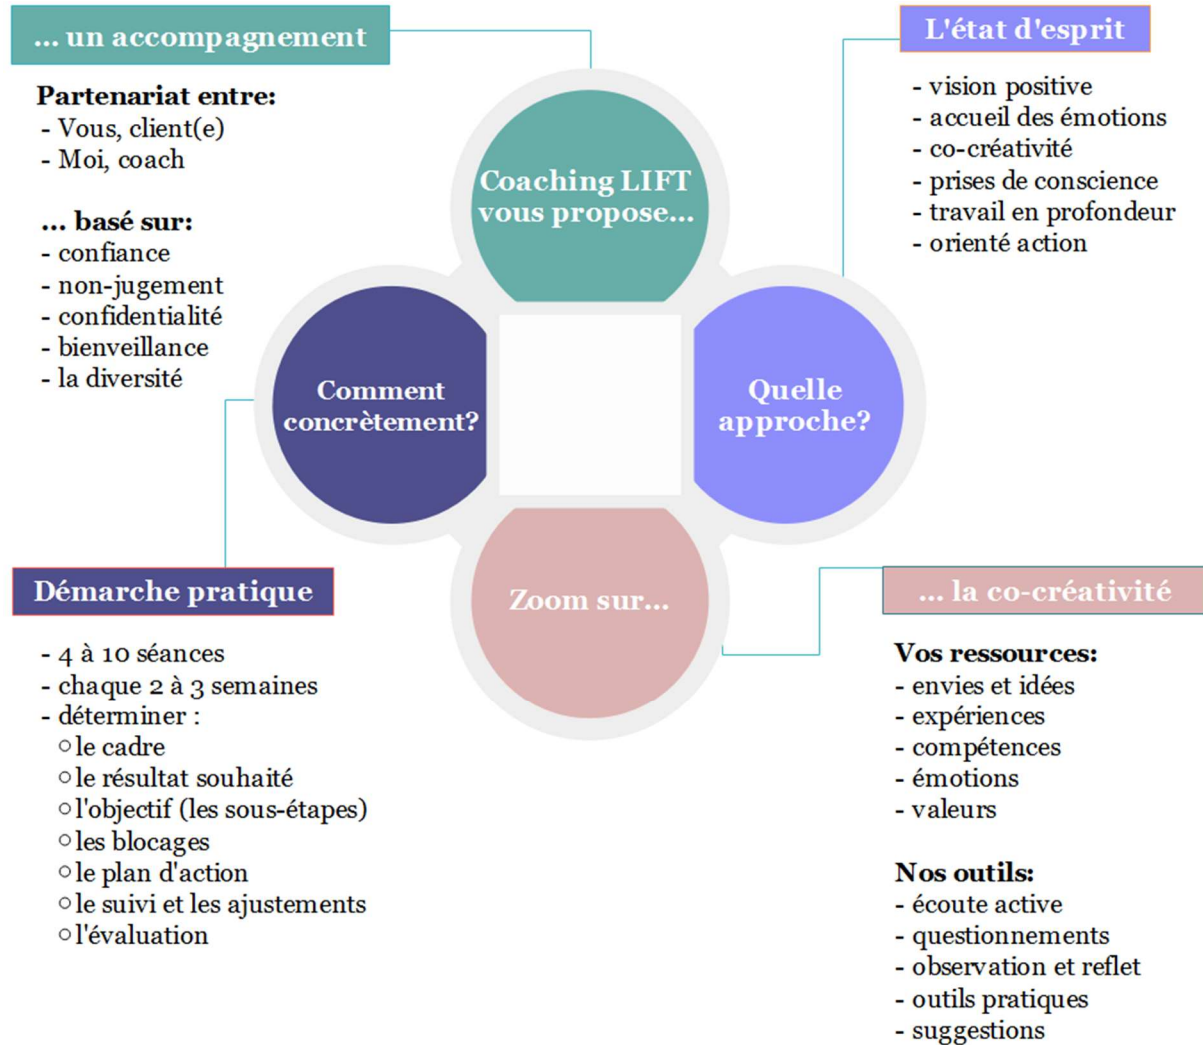 ... un accompagnement
Partenariat entre:
- Vous, client(e)
- Moi, coach
... basé sur:
- confiance
- non-jugement
- confidentialité
- bienveillance
- la diversité
Coaching LIFT
vous propose...
L'état d'esprit
- vision positive
- accueil des émotions
- co-créativité
- prises de conscience
- travail en profondeur
- orienté action
Comment
concrètement?
Quelle
approche?
Démarche pratique
- 4 à 10 séances
- chaque 2 à 3 semaines
- déterminer :
○ le cadre
○ le résultat souhaité
○ l'objectif (les sous-étapes)
○ les blocages
○ le plan d'action
○ le suivi et les ajustements
○ l'évaluation
Zoom sur...
... la co-créativité
Vos ressources:
- envies et idées
- expériences
- compétences
- émotions
- valeurs
Nos outils:
- écoute active
- questionnements
- observation et reflet
- outils pratiques
- suggestions